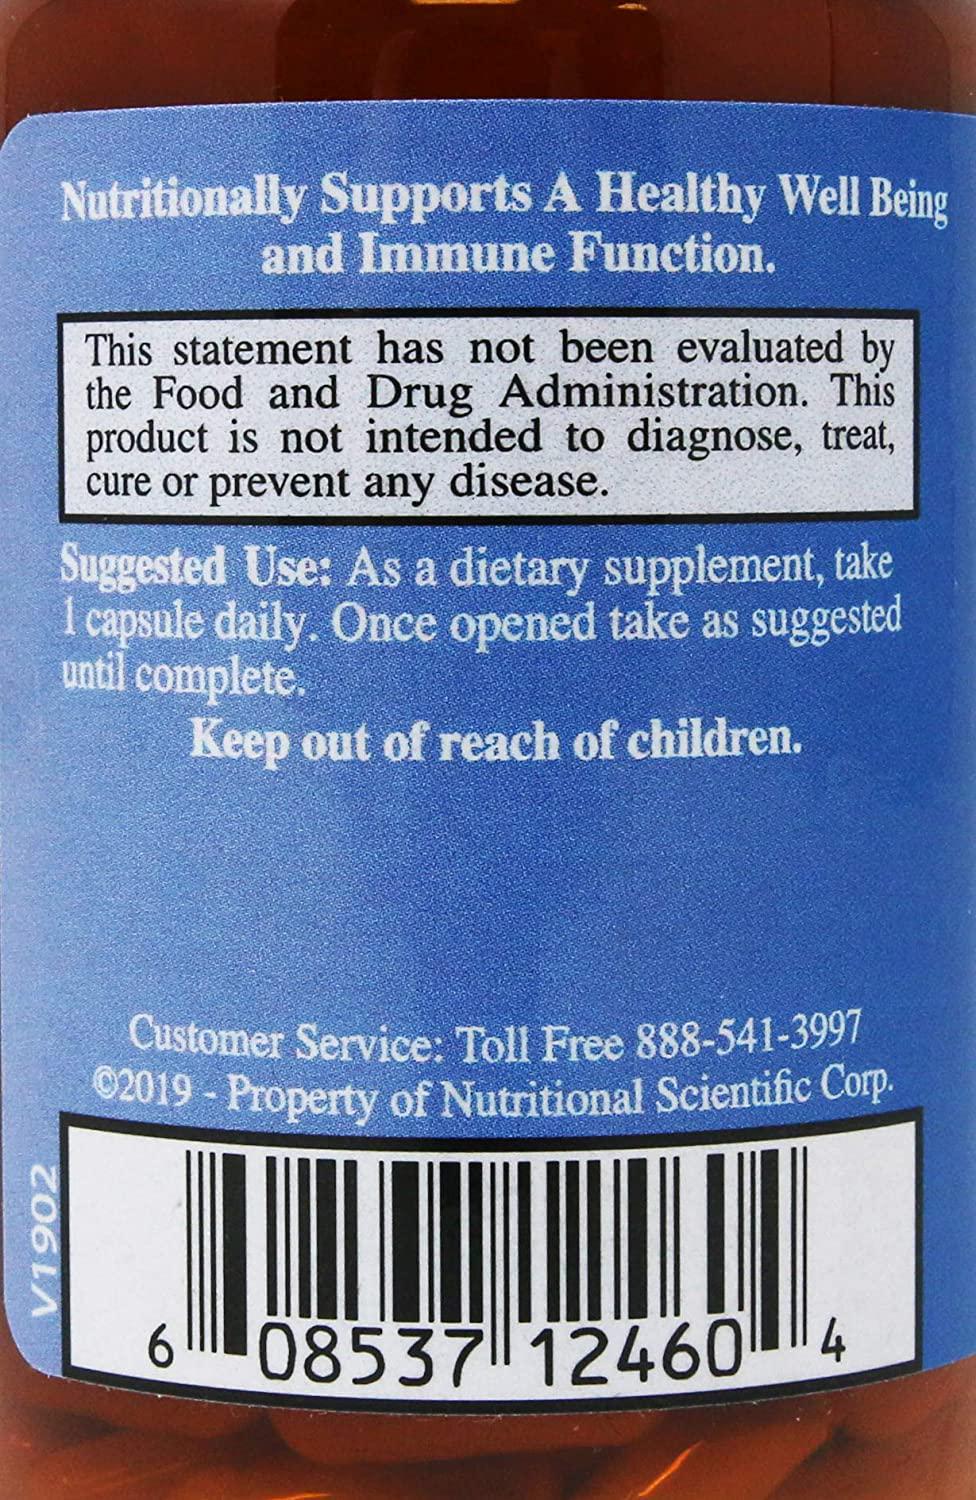 Nutritionally Supports A Healthy Well Being
and Immune Function.
This statement has not been evaluated by
the Food and Drug Administration. This
product is not intended to diagnose, treat,
cure or prevent any disease.
Suggested Use: As a dietary supplement, take
1 capsule daily. Once opened take as suggested
until complete.
Keep out of reach of children.
Customer Service: Toll Free 888-541-3997
©2019 - Property of Nutritional Scientific Corp.
V1902
6 08537 12460 4